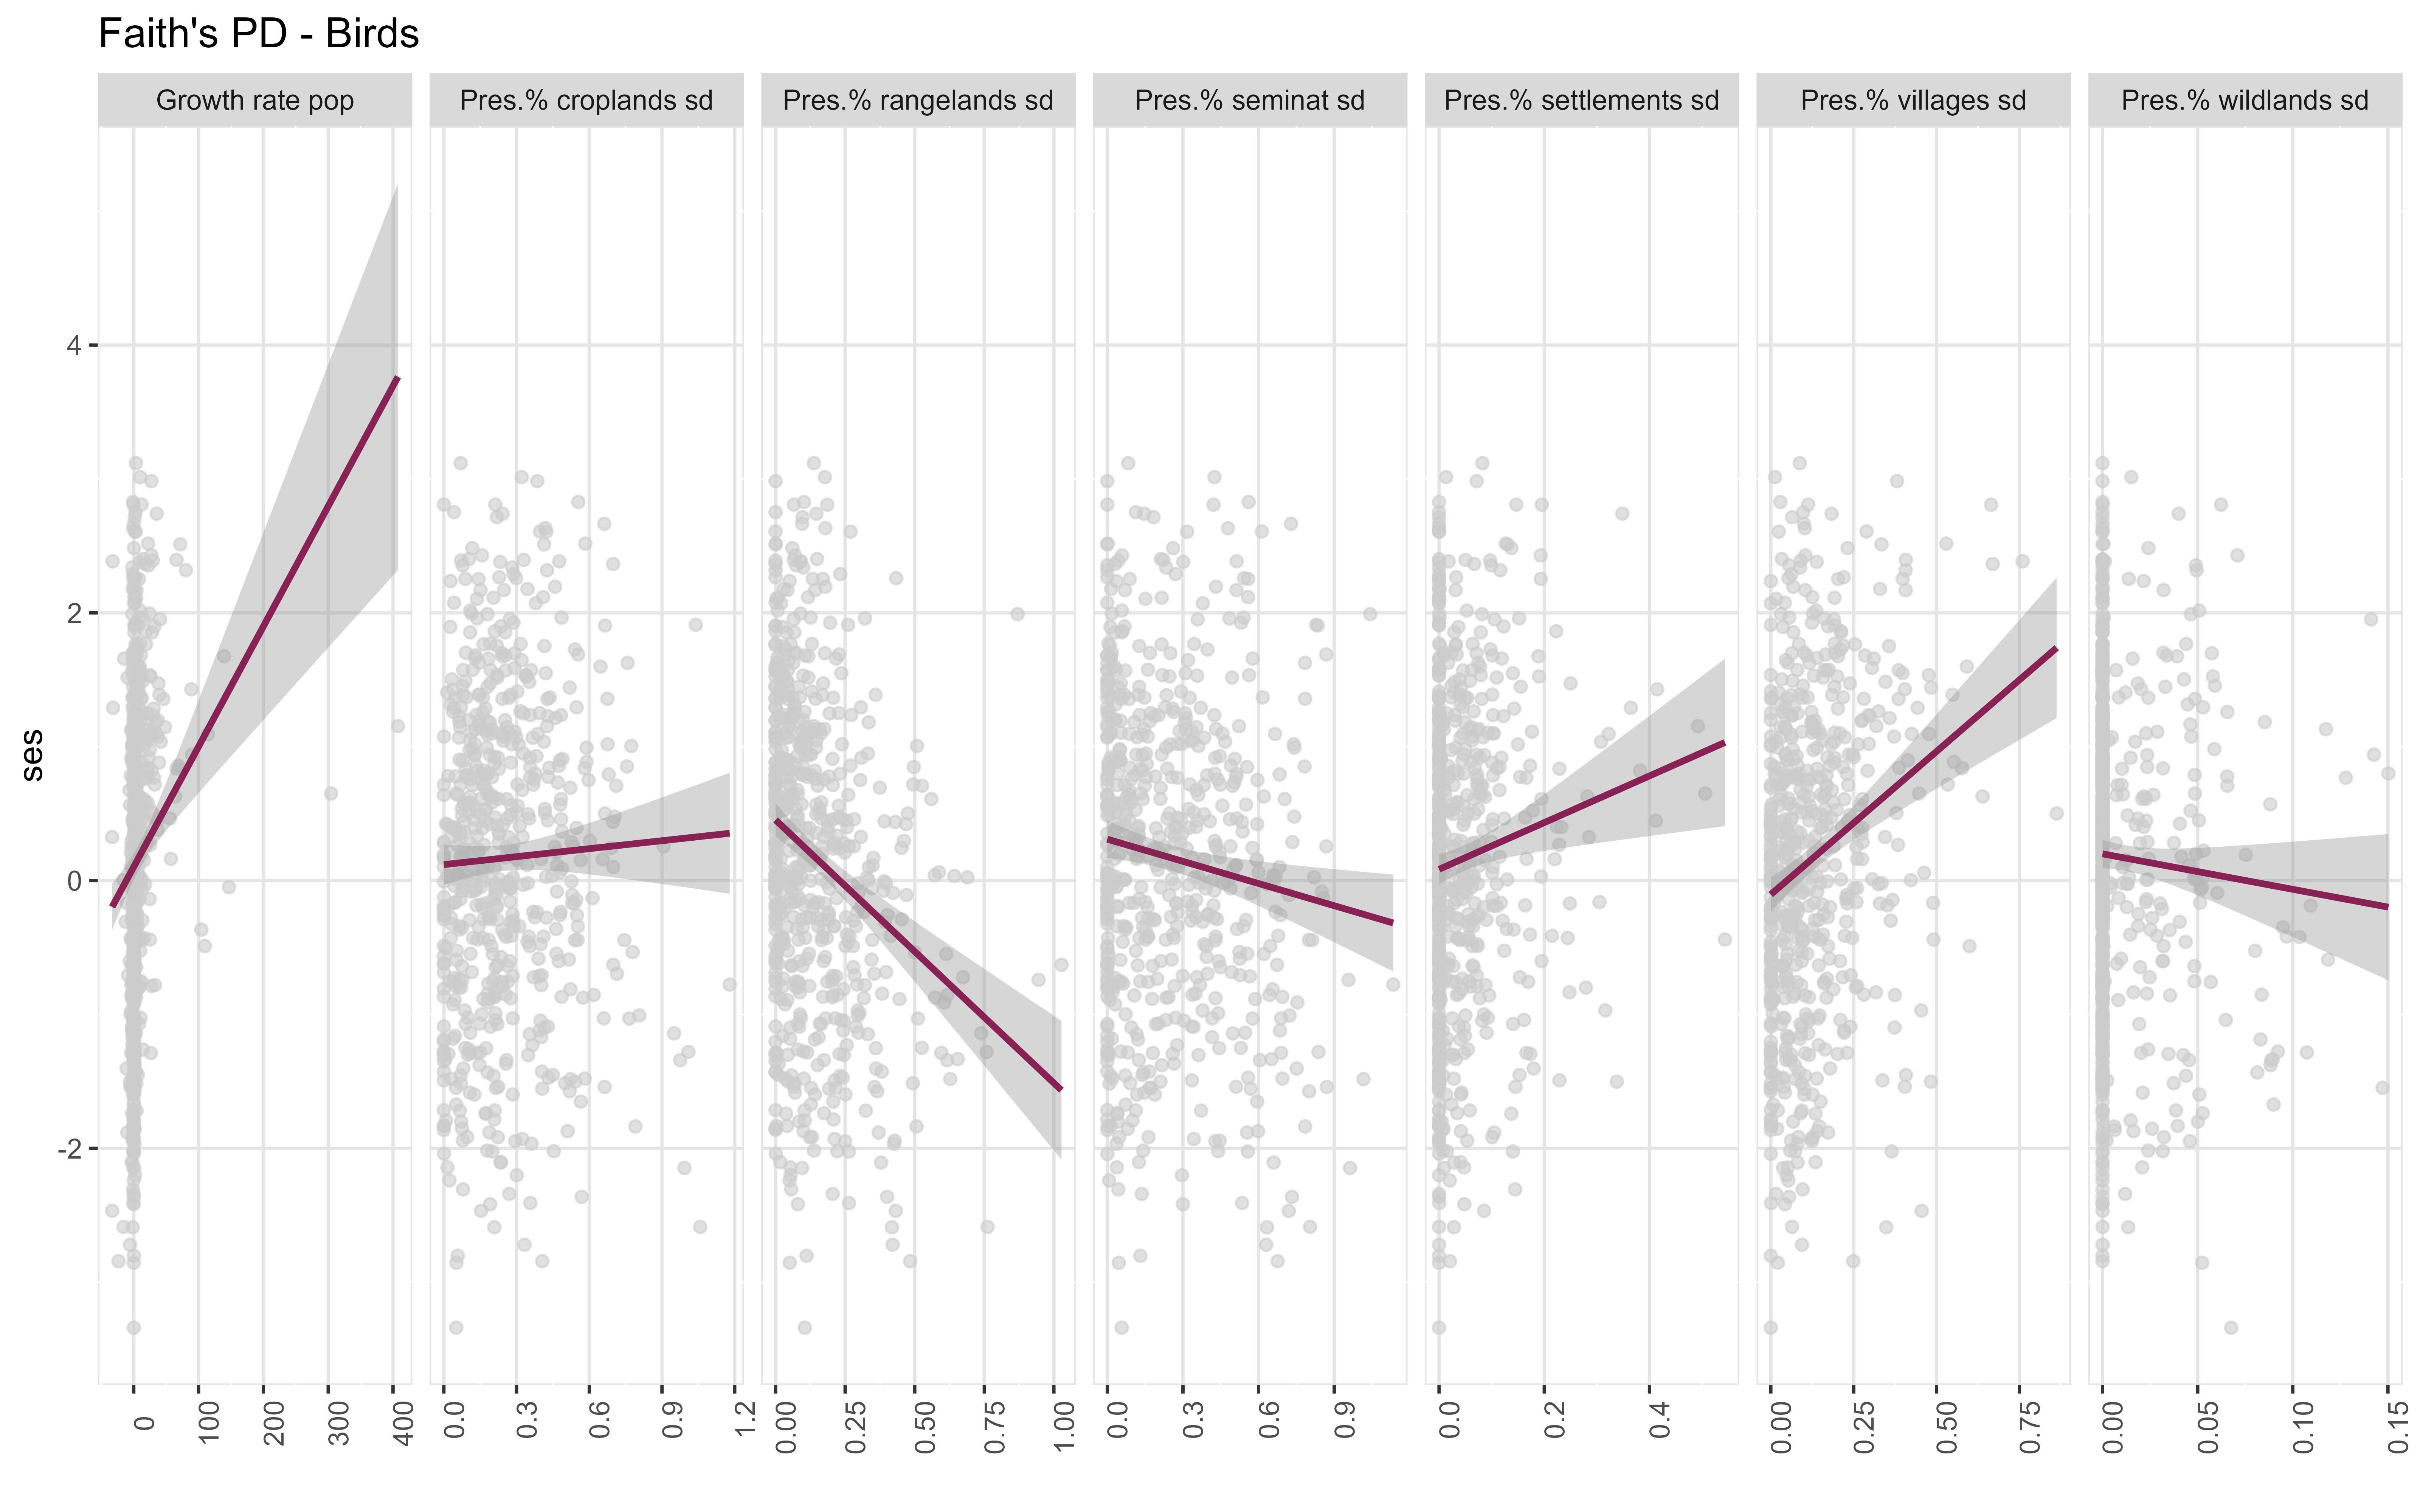 Faith's PD - Birds
Growth rate pop
Pres.% croplands sd
Pres.% rangelands sd
Pres.% seminat sd
Pres.% settlements sd
Pres.% villages sd
Pres.% wildlands sd
ses
4
2
0
-2
0 100 200 300 400
0.0 0.3 0.6 0.9 1.2
0.00 0.25 0.50 0.75 1.00
0.0 0.3 0.6 0.9
0.0 0.2 0.4
0.00 0.25 0.50 0.75
0.00 0.05 0.10 0.15